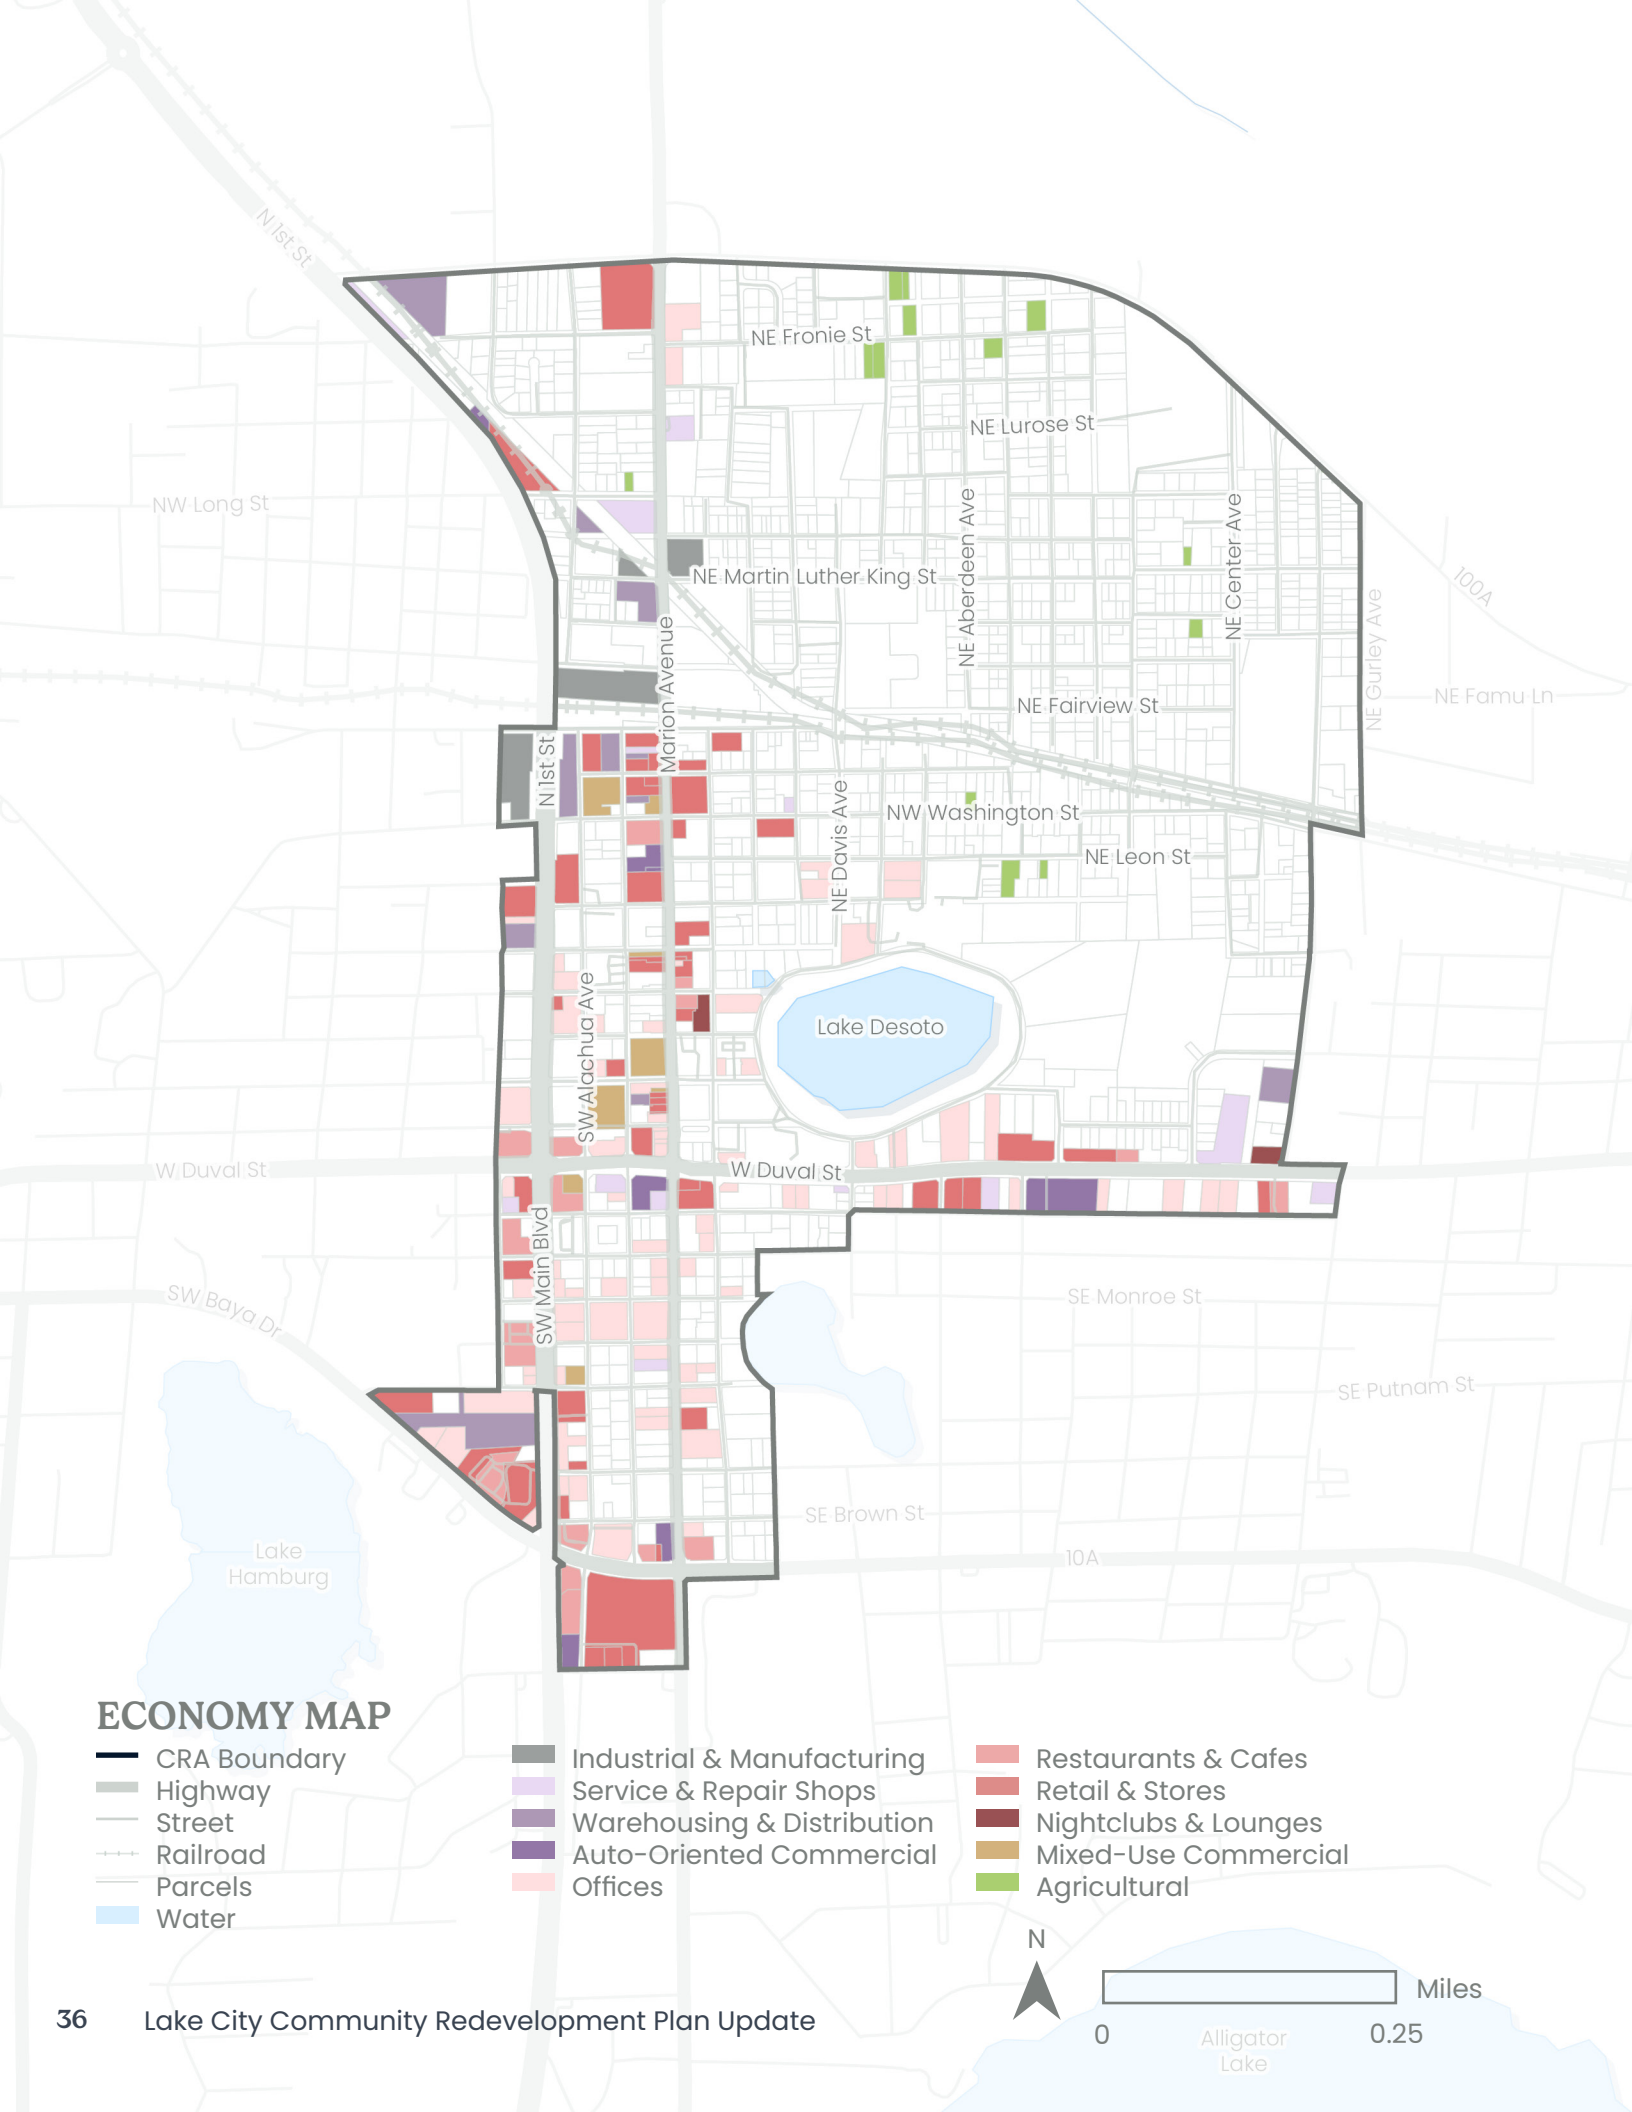 N 1st St
NE Fronie St
NE Lurose St
NW Long St
NE Aberdeen Ave
NE Center Ave
NE Martin Luther King St
100A
NE Gurley Ave
Marion Avenue
NE Famu Ln
NE Fairview St
N 1st St
NE Davis Ave
NW Washington St
NE Leon St
SW Alachua Ave
Lake Desoto
W Duval St
W Duval St
SW Main Blvd
SW Baya Dr
SE Monroe St
SE Putnam St
SE Brown St
Lake
Hamburg
10A
ECONOMY MAP
CRA Boundary
Highway
Street
Railroad
Parcels
Water
Industrial & Manufacturing
Service & Repair Shops
Warehousing & Distribution
Auto-Oriented Commercial
Offices
Restaurants & Cafes
Retail & Stores
Nightclubs & Lounges
Mixed-Use Commercial
Agricultural
N
Miles
0
0.25
Alligator
Lake
36 Lake City Community Redevelopment Plan Update